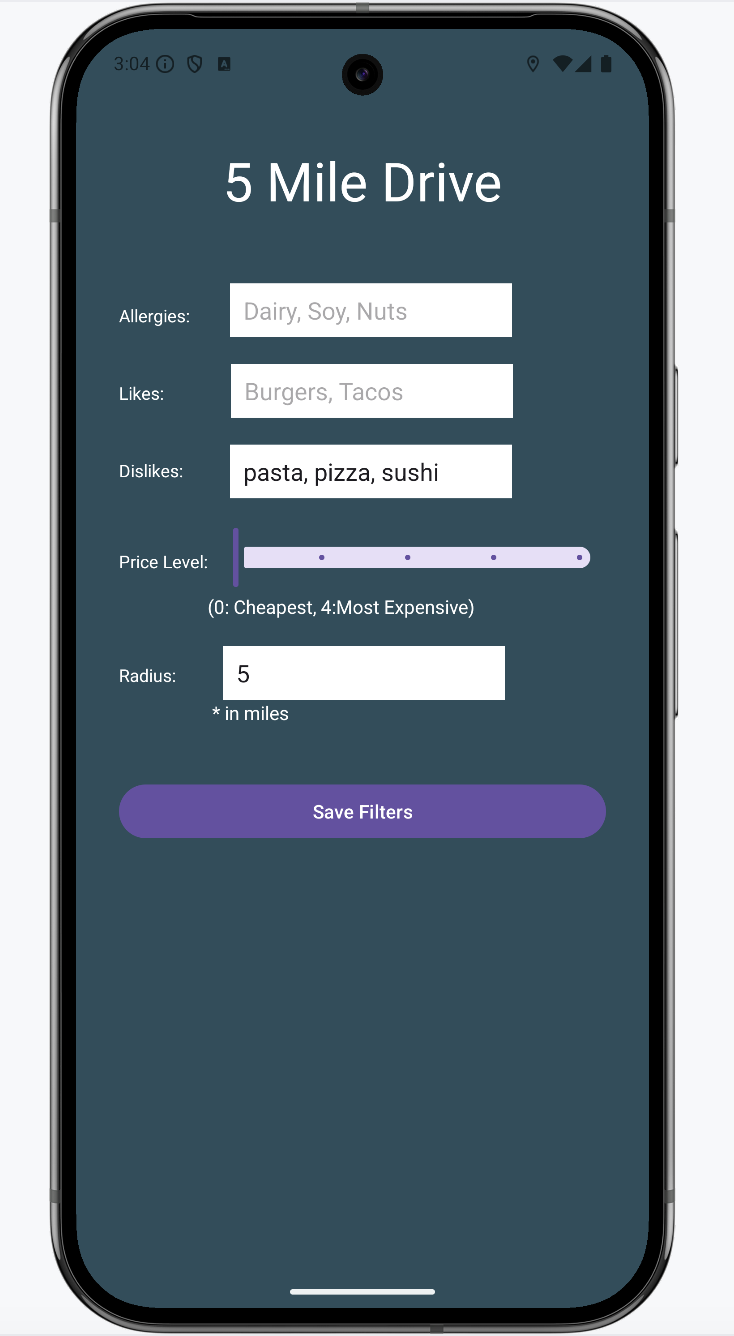 3:04
5 Mile Drive
Allergies: Dairy, Soy, Nuts
Likes: Burgers, Tacos
Dislikes: pasta, pizza, sushi
Price Level:
(0: Cheapest, 4:Most Expensive)
Radius: 5
* in miles
Save Filters